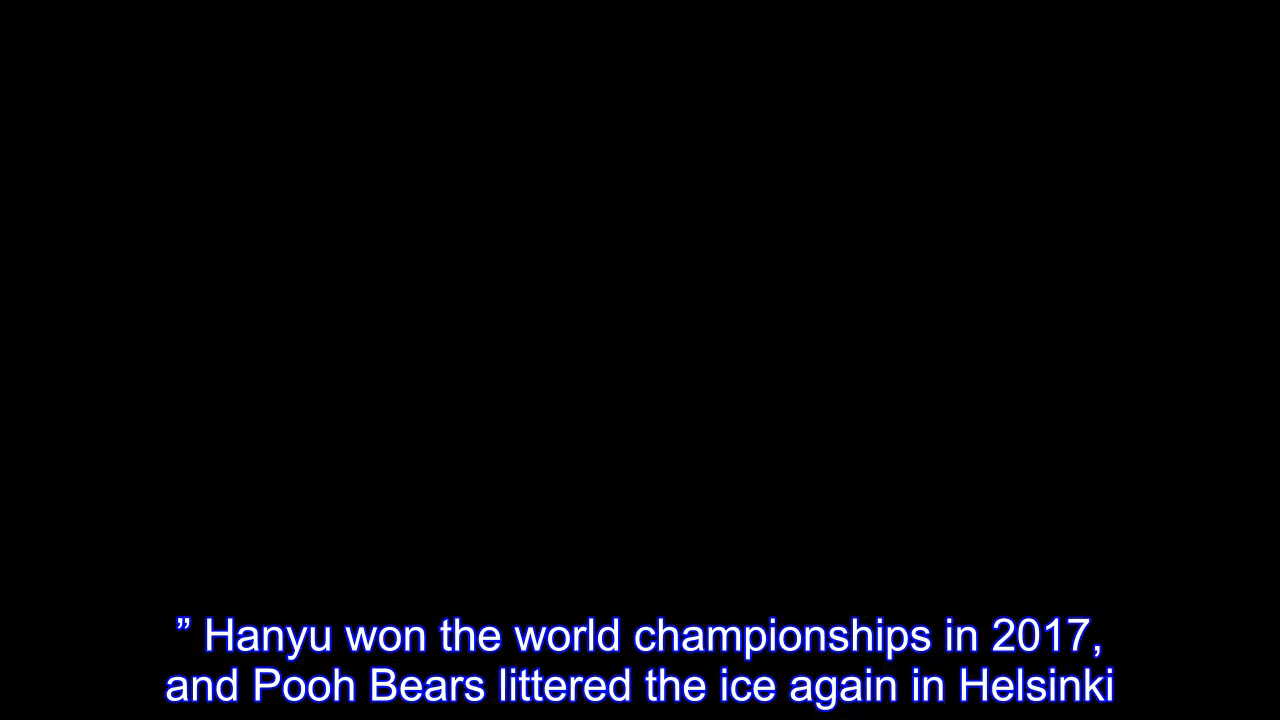 ” Hanyu won the world championships in 2017,
and Pooh Bears littered the ice again in Helsinki